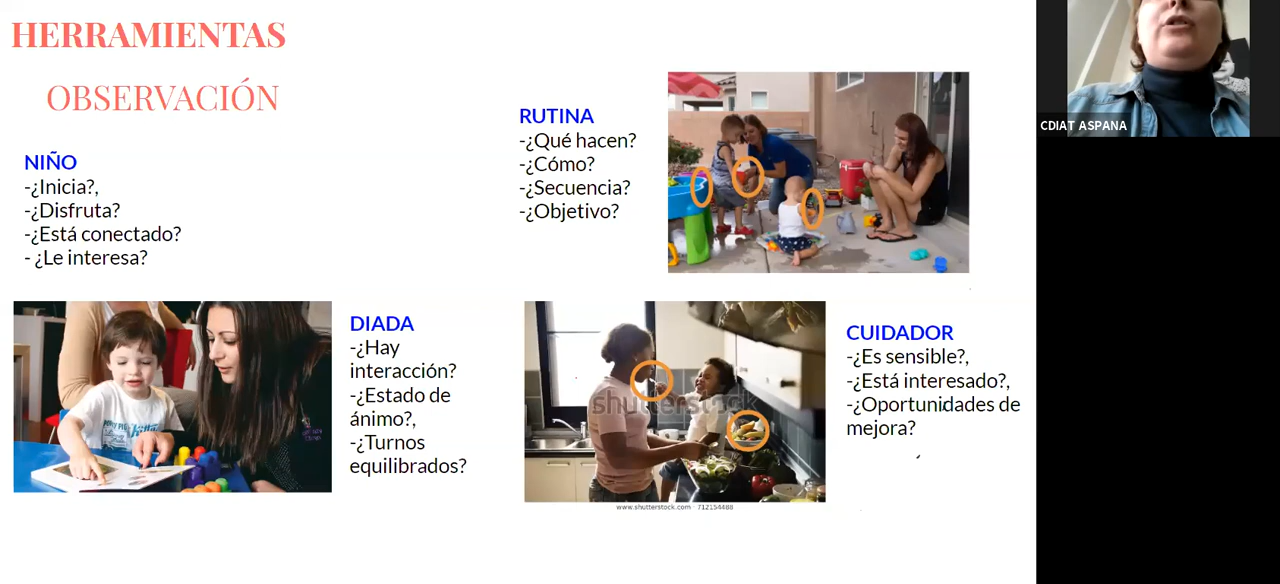 HERRAMIENTAS
OBSERVACIÓN
NIÑO
-¿Inicia?,
-¿Disfruta?
-¿Está conectado?
- ¿Le interesa?
RUTINA
-¿Qué hacen?
-¿Cómo?
-¿Secuencia?
-¿Objetivo?
DIADA
-¿Hay
interacción?
-¿Estado de
ánimo?,
-¿Turnos
equilibrados?
shutterstock
www.shutterstock.com · 712154488
CUIDADOR
-¿Es sensible?,
-¿Está interesado?,
-¿Oportunidades de
mejora?
CDIAT ASPANA